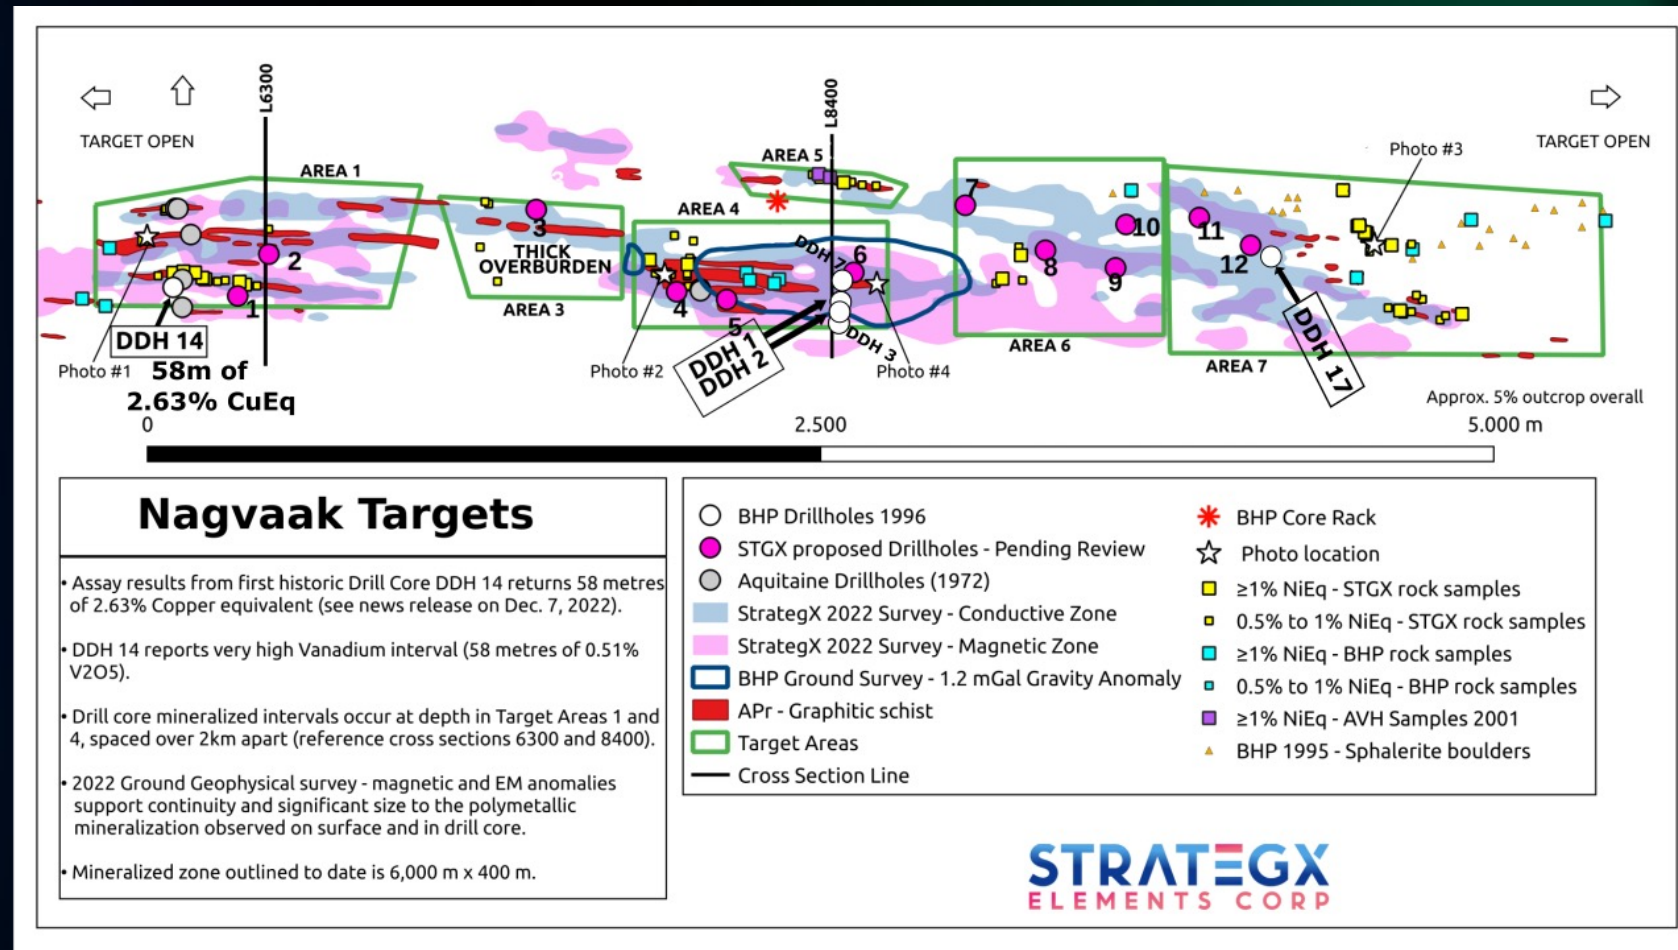 TARGET OPEN
L6300
AREA 1
AREA 5
L8400
Photo #3
TARGET OPEN
AREA 4
7
3
THICK
OVERBURDEN
2
DDH 7
6
10
11
8
12
9
AREA 3
1
4
5
DDH 14
Photo #1
58m of
2.63% CuEq
Photo #2
DDH 1
DDH 2
DDH 3
Photo #4
AREA 6
AREA 7
DDH 17
Approx. 5% outcrop overall
0
2.500
5.000 m
Nagvaak Targets
• Assay results from first historic Drill Core DDH 14 returns 58 metres
of 2.63% Copper equivalent (see news release on Dec. 7, 2022).
• DDH 14 reports very high Vanadium interval (58 metres of 0.51%
V2O5).
• Drill core mineralized intervals occur at depth in Target Areas 1 and
4, spaced over 2km apart (reference cross sections 6300 and 8400).
• 2022 Ground Geophysical survey - magnetic and EM anomalies
support continuity and significant size to the polymetallic
mineralization observed on surface and in drill core.
• Mineralized zone outlined to date is 6,000 m x 400 m.
BHP Drillholes 1996
STGX proposed Drillholes - Pending Review
Aquitaine Drillholes (1972)
StrategX 2022 Survey - Conductive Zone
StrategX 2022 Survey - Magnetic Zone
BHP Ground Survey - 1.2 mGal Gravity Anomaly
APr - Graphitic schist
Target Areas
Cross Section Line
BHP Core Rack
Photo location
≥1% NiEq - STGX rock samples
0.5% to 1% NiEq - STGX rock samples
≥1% NiEq - BHP rock samples
0.5% to 1% NiEq - BHP rock samples
≥1% NiEq - AVH Samples 2001
BHP 1995 - Sphalerite boulders
STRATEGX
ELEMENTS CORP